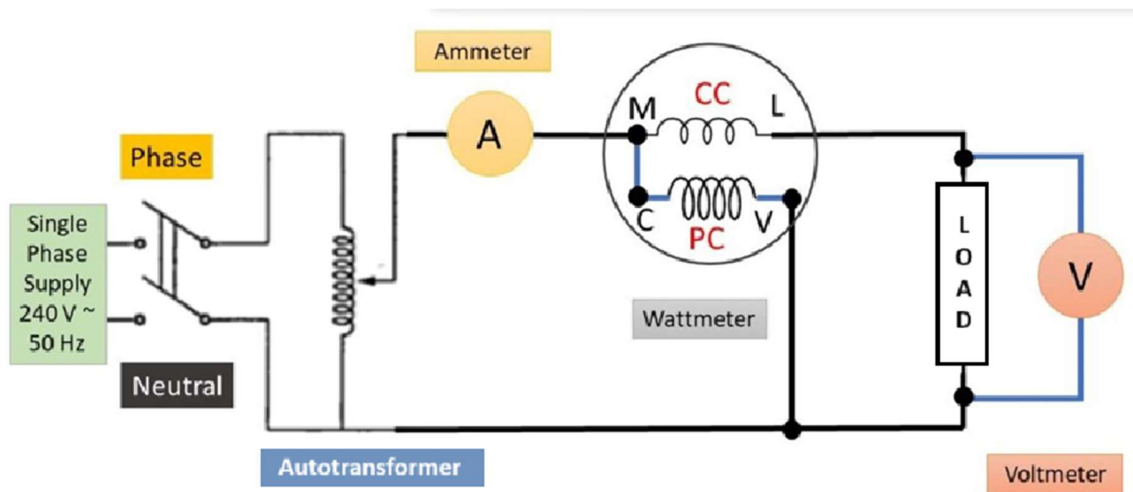 Ammeter
A
M
CC
L
C
PC
V
Phase
Single
Phase
Supply
240 V ~
50 Hz
Neutral
Wattmeter
L
O
A
D
V
Autotransformer
Voltmeter